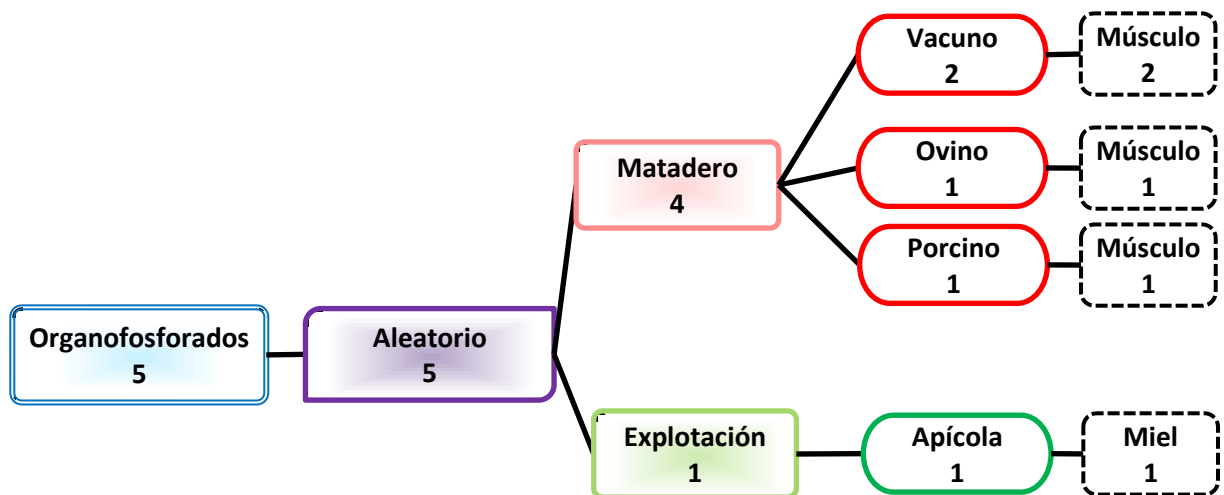 Organofosforados
5
Aleatorio
5
Matadero
4
Vacuno
2
Músculo
2
Ovino
1
Músculo
1
Porcino
1
Músculo
1
Explotación
1
Apícola
1
Miel
1